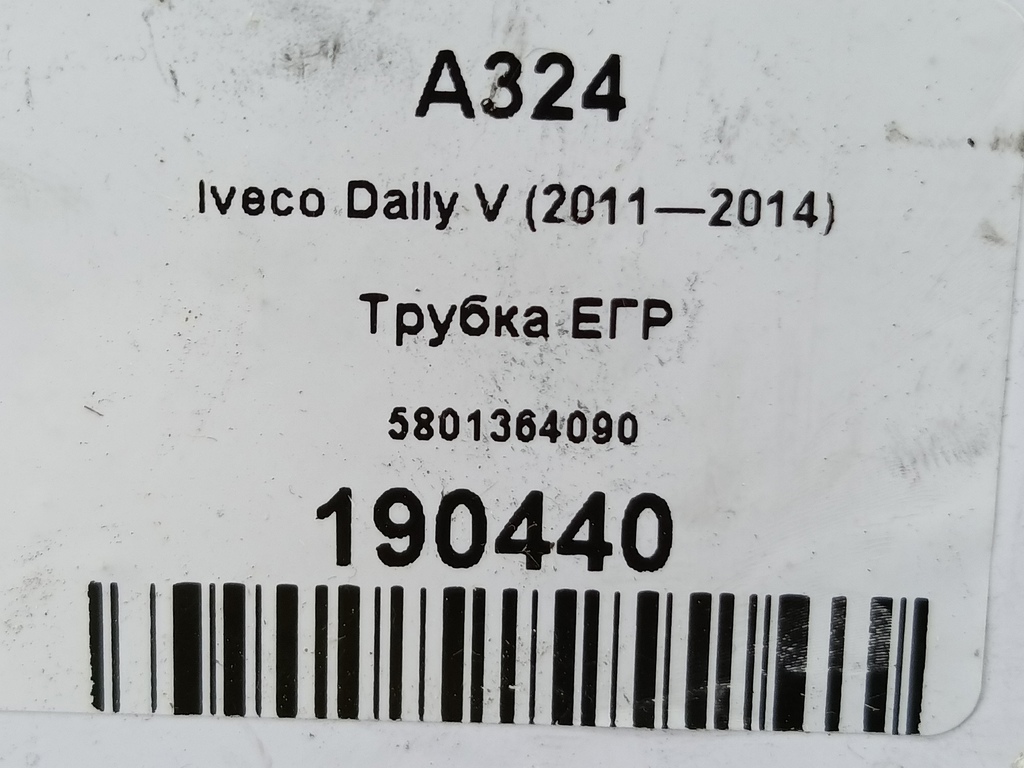 A324
Iveco Daily V (2011—2014)
Трубка ЕГР
5801364090
190440